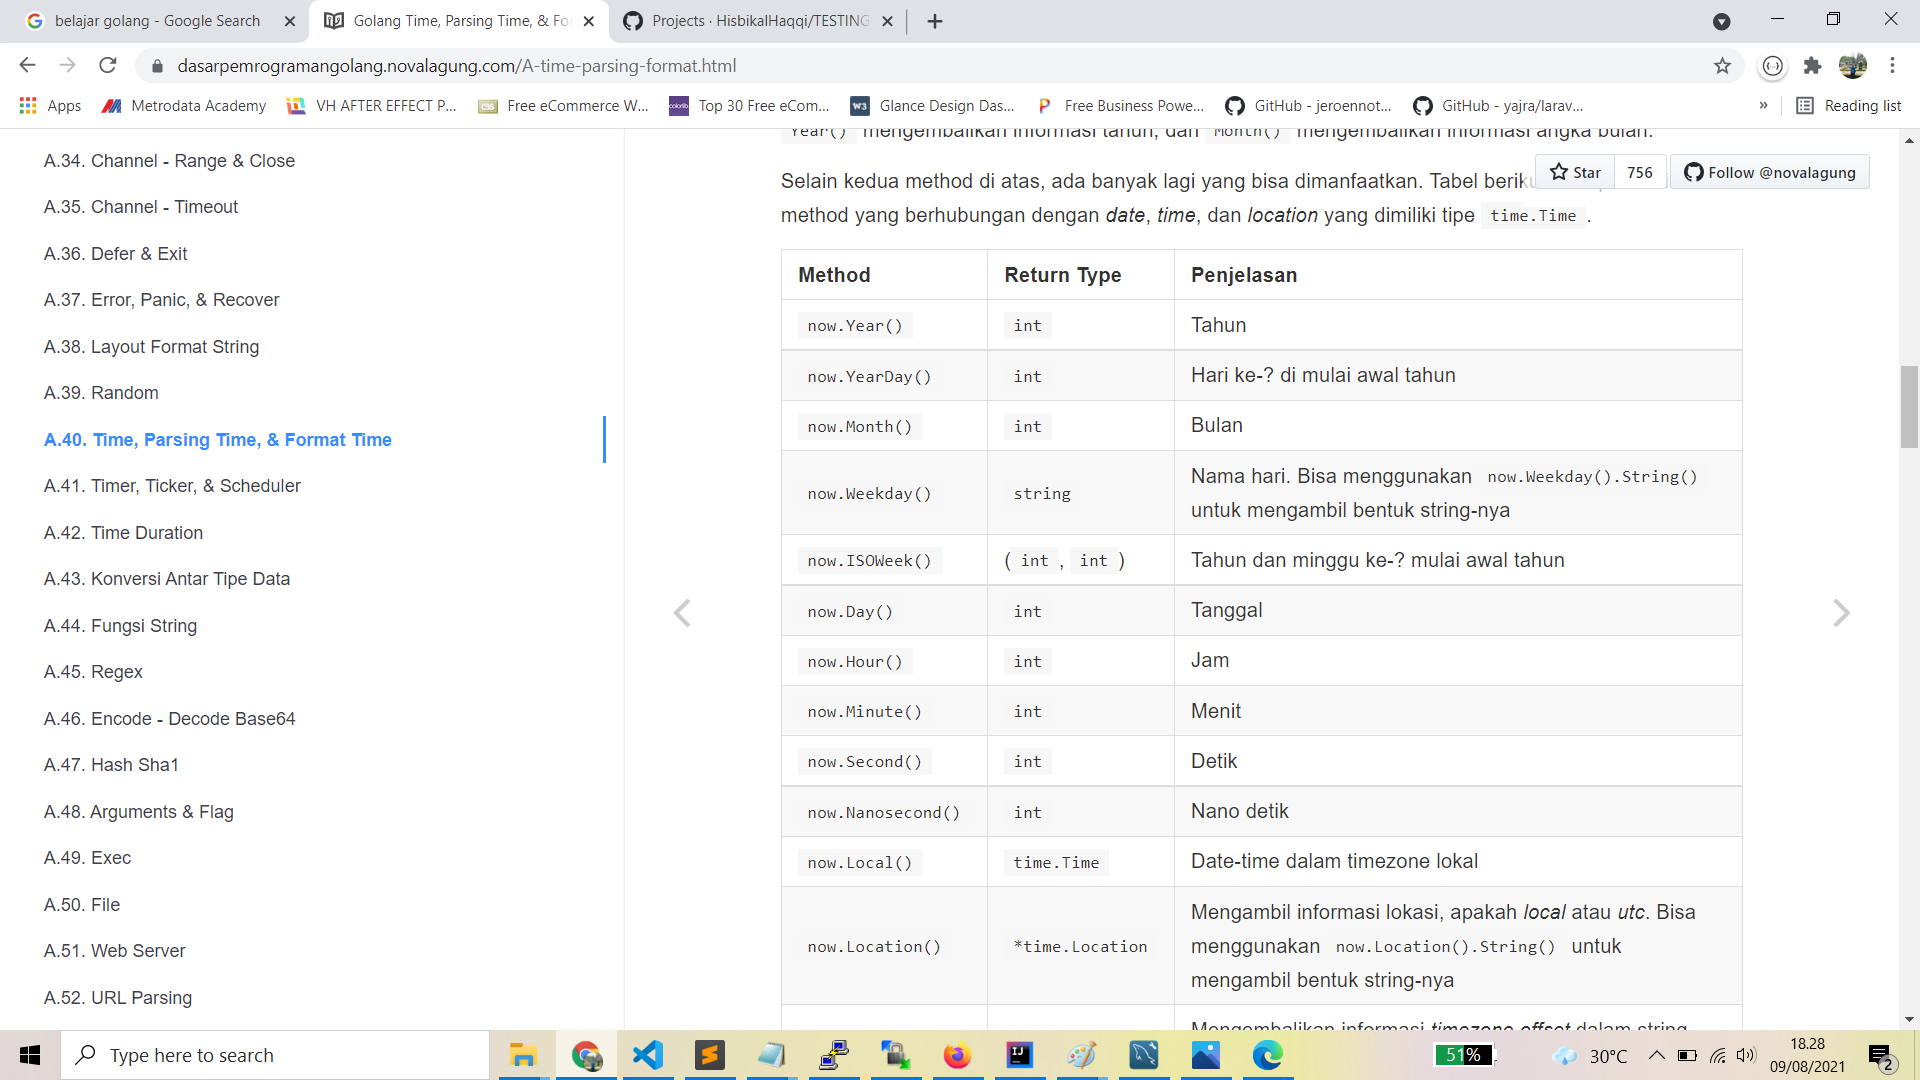 belajar golang - Google Search
Golang Time, Parsing Time, & Fo
Projects · HisbikalHaqqi/TESTING
dasarpemrogramangolang.novalagung.com/A-time-parsing-format.html
Apps
Metrodata Academy
VH AFTER EFFECT P...
Free eCommerce W...
Top 30 Free eCom...
Glance Design Das...
Free Business Powe...
GitHub - jeroennot...
GitHub - yajra/larav...
»
Reading list
A.34. Channel - Range & Close
A.35. Channel - Timeout
A.36. Defer & Exit
A.37. Error, Panic, & Recover
A.38. Layout Format String
A.39. Random
A.40. Time, Parsing Time, & Format Time
A.41. Timer, Ticker, & Scheduler
A.42. Time Duration
A.43. Konversi Antar Tipe Data
A.44. Fungsi String
A.45. Regex
A.46. Encode - Decode Base64
A.47. Hash Sha1
A.48. Arguments & Flag
A.49. Exec
A.50. File
A.51. Web Server
A.52. URL Parsing
Year() mengembalikan informasi tahun, dan Month() mengembalikan informasi angka bulan.
Star 756 Follow @novalagung
Selain kedua method di atas, ada banyak lagi yang bisa dimanfaatkan. Tabel beriku
method yang berhubungan dengan date, time, dan location yang dimiliki tipe time.Time .
Method Return Type Penjelasan
now.Year() int Tahun
now.YearDay() int Hari ke-? di mulai awal tahun
now.Month() int Bulan
now.Weekday() string Nama hari. Bisa menggunakan now.Weekday().String()
untuk mengambil bentuk string-nya
now.ISOWeek() ( int , int ) Tahun dan minggu ke-? mulai awal tahun
now.Day() int Tanggal
now.Hour() int Jam
now.Minute() int Menit
now.Second() int Detik
now.Nanosecond() int Nano detik
now.Local() time.Time Date-time dalam timezone lokal
now.Location() *time.Location Mengambil informasi lokasi, apakah local atau utc. Bisa
menggunakan now.Location().String() untuk
mengambil bentuk string-nya
Mengembalikan informasi timezone offset dalam string
Type here to search
51%
30°C
18.28
09/08/2021
2